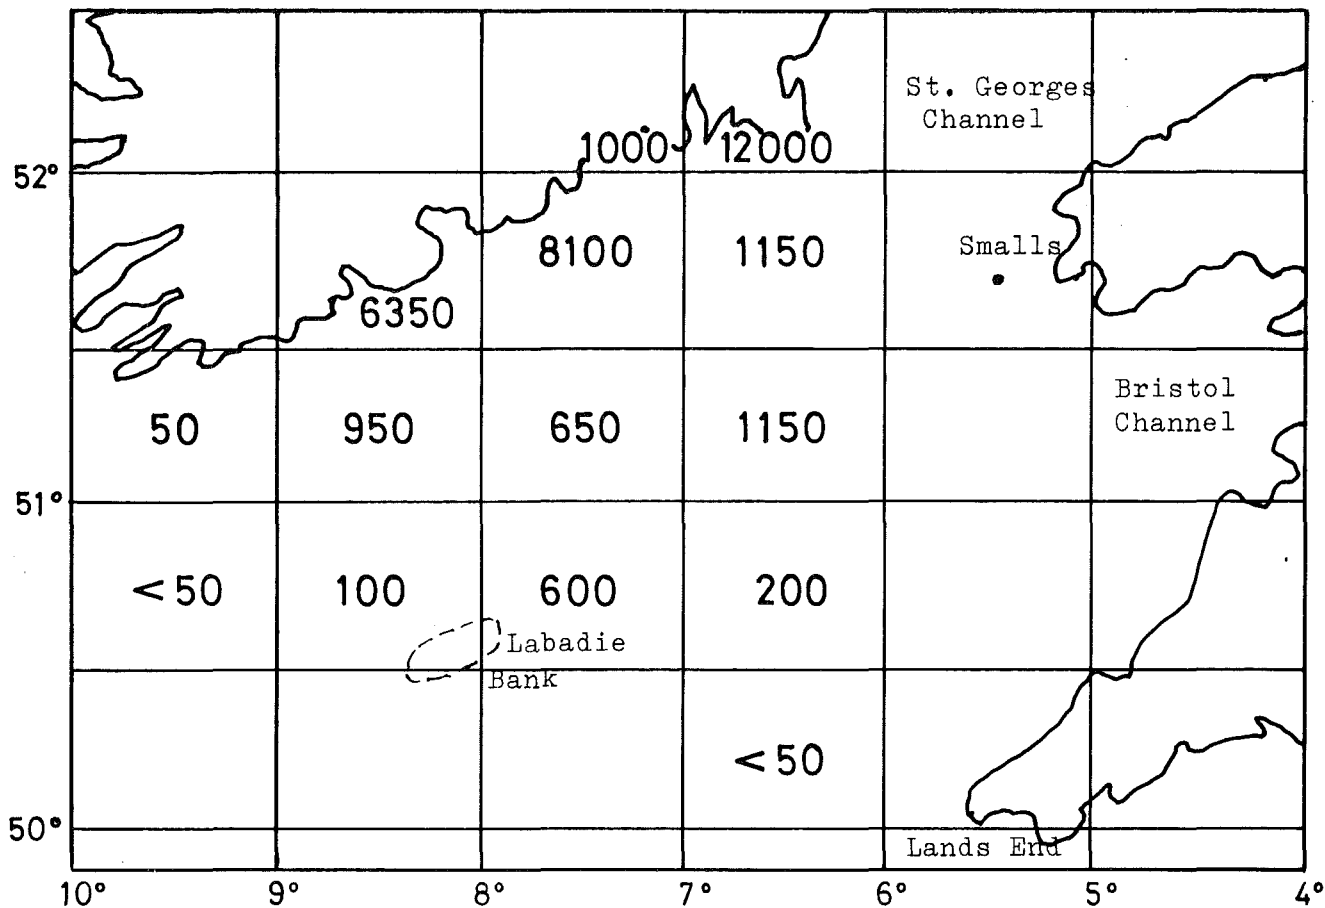 St. Georges
Channel
1000 12000
52°
8100 1150 Smalls
6350
Bristol
50 950 650 1150 Channel
51°
<50 100 600 200
Labadie
Bank
<50
50°
Lands End
10° 9° 8° 7° 6° 5° 4°